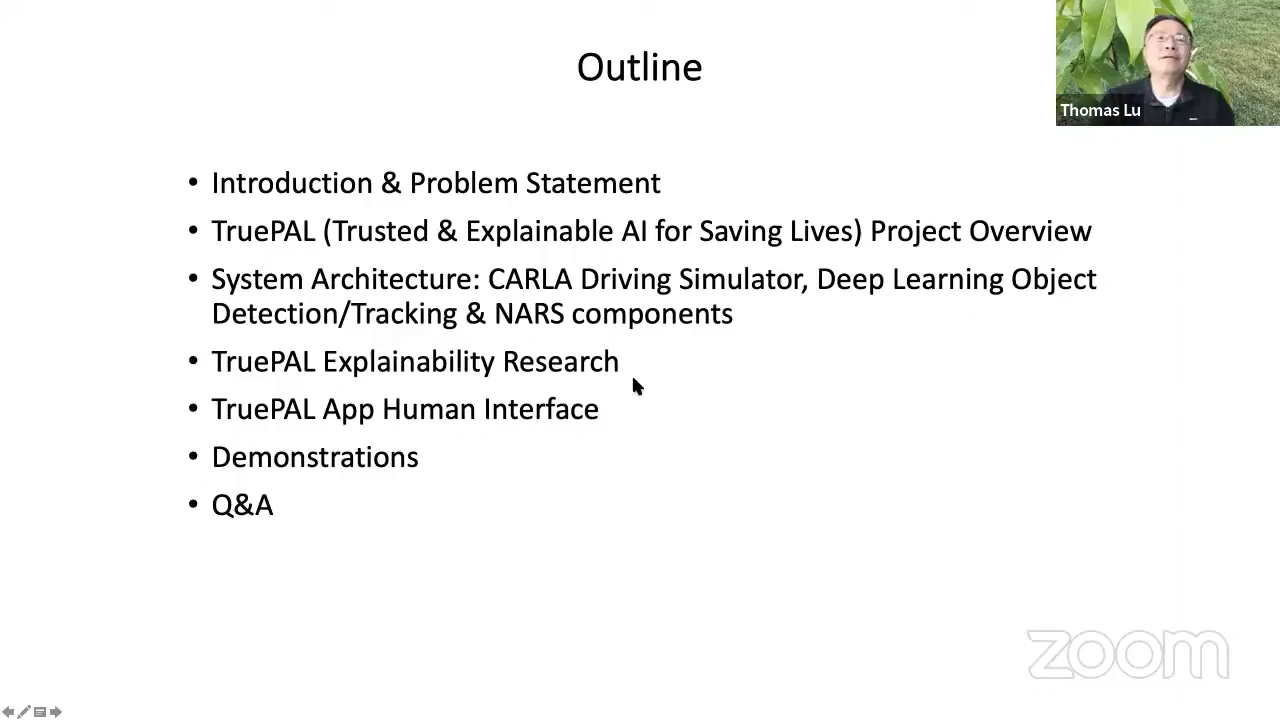 Outline
Thomas Lu
• Introduction & Problem Statement
• TruePAL (Trusted & Explainable AI for Saving Lives) Project Overview
• System Architecture: CARLA Driving Simulator, Deep Learning Object
Detection/Tracking & NARS components
• TruePAL Explainability Research
• TruePAL App Human Interface
• Demonstrations
• Q&A
zoom